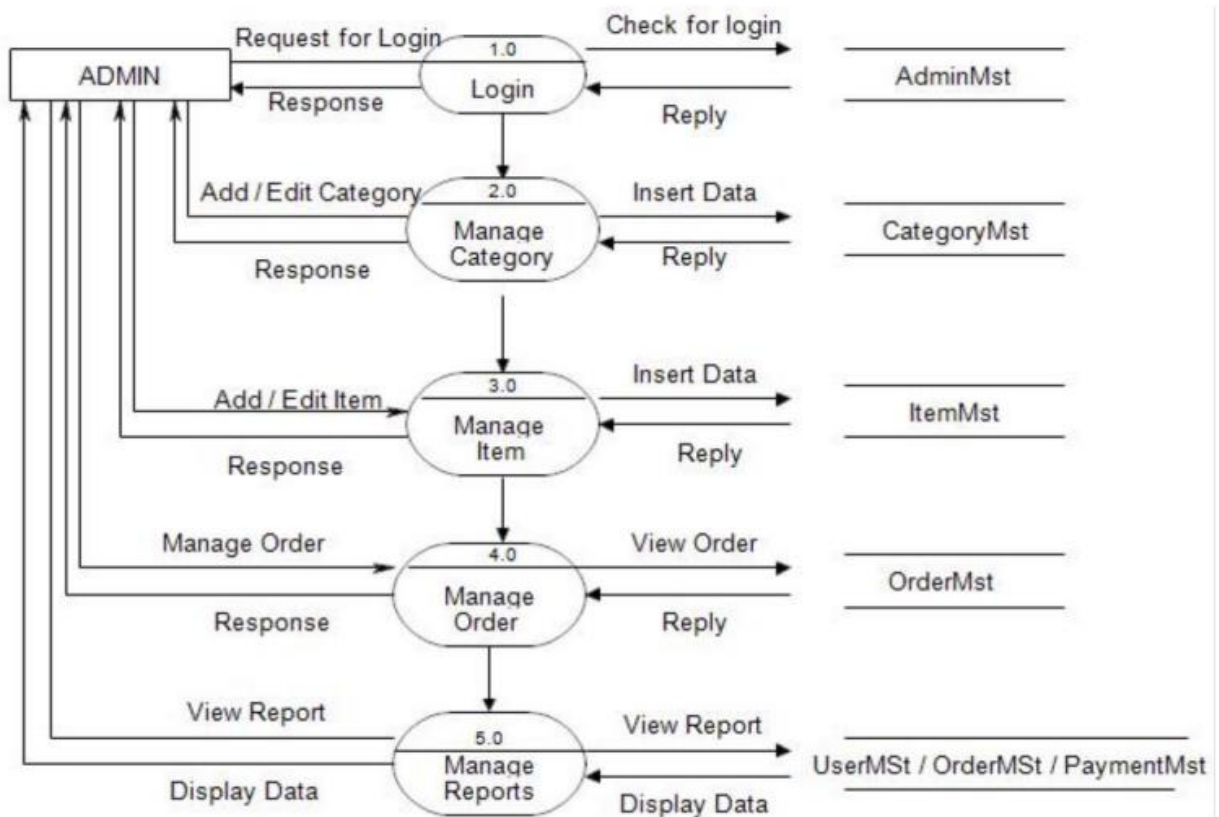 Request for Login
1.0
Check for login
ADMIN
Login
AdminMst
Response
Reply
Add / Edit Category
2.0
Insert Data
Manage
Category
CategoryMst
Response
Reply
Add / Edit Item
3.0
Insert Data
Manage
Item
ItemMst
Response
Reply
Manage Order
4.0
View Order
Manage
Order
OrderMst
Response
Reply
View Report
5.0
View Report
Manage
Reports
UserMSt / OrderMSt / PaymentMst
Display Data
Display Data